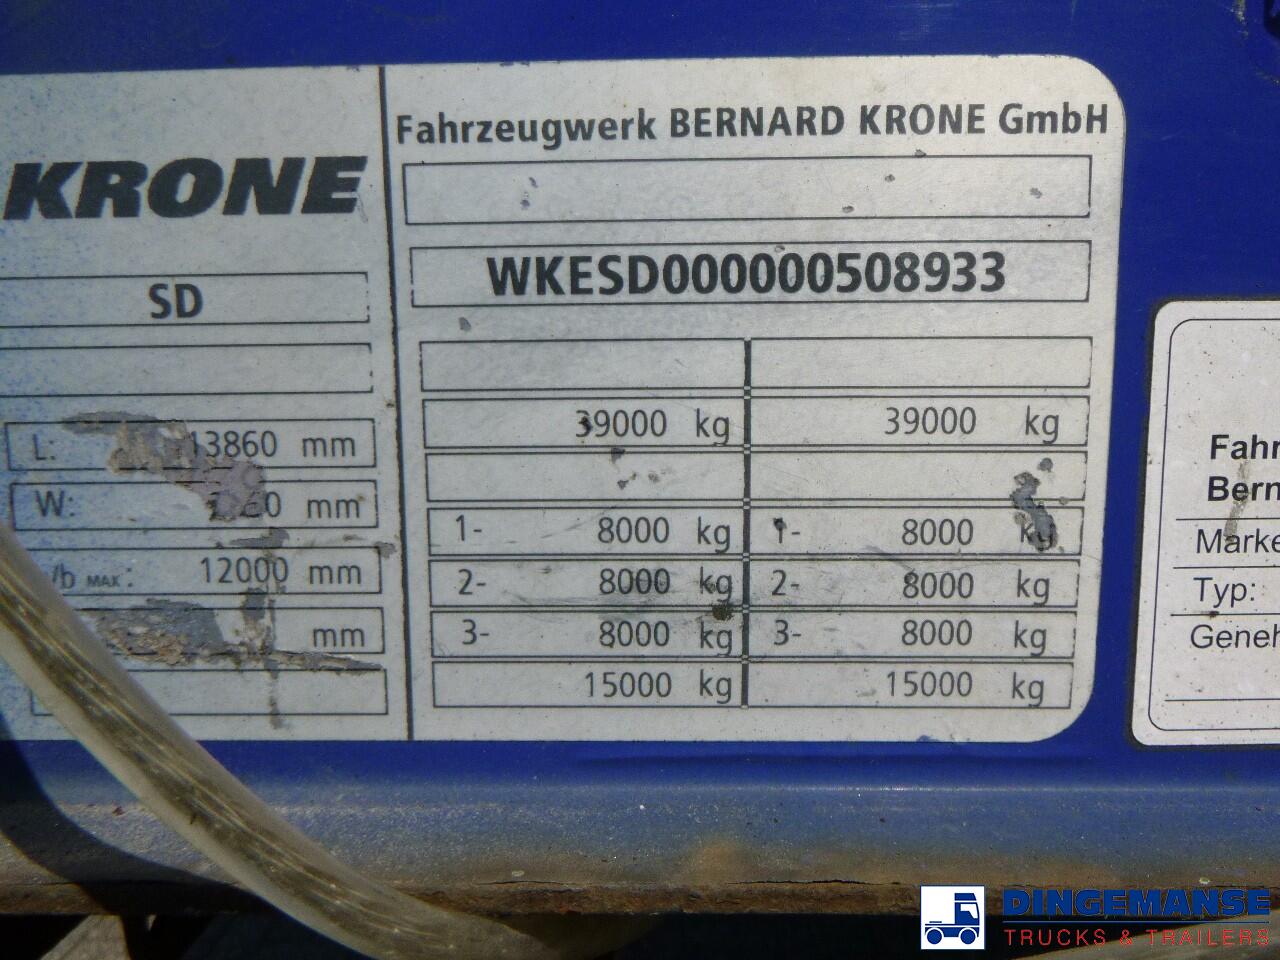 KRONE
SD
L: 13860 mm
W: mm
/b MAK: 12000 mm
mm
Fahrzeugwerk BERNARD KRONE GmbH
WKESD000000508933
39000 kg 39000 kg
1- 8000 kg 1- 8000 kg
2- 8000 kg 2- 8000 kg
3- 8000 kg 3- 8000 kg
15000 kg 15000 kg
Fahr
Bern
Marke
Typ:
Geneh
DINGEMANSE
TRUCKS & TRAILERS